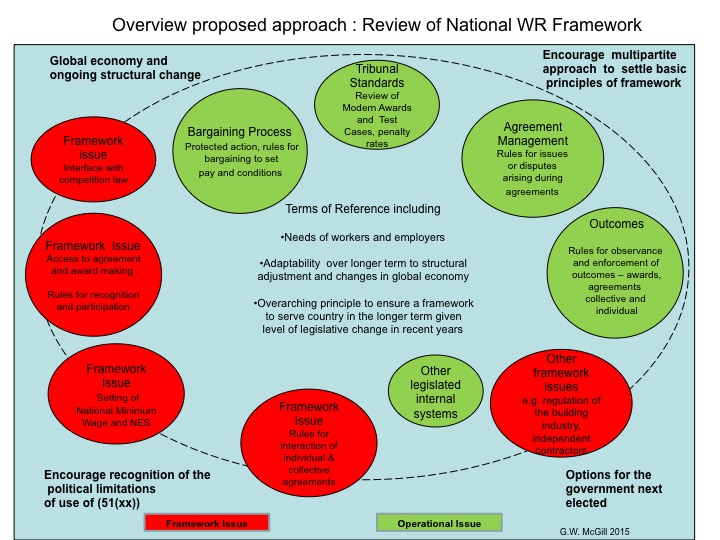 Overview proposed approach : Review of National WR Framework
Global economy and
ongoing structural change
Encourage multipartite
approach to settle basic
principles of framework
Tribunal
Standards
Review of
Modern Awards
and Test
Cases, penalty
rates
Bargaining Process
Protected action, rules for
bargaining to set
pay and conditions
Agreement
Management
Rules for issues
or disputes
arising during
agreements
Framework
Issue
Interface with
competition law
Outcomes
Rules for observance
and enforcement of
outcomes – awards,
agreements
collective and
individual
Framework Issue
Access to agreement
and award making .
Rules for recognition
and participation
Terms of Reference including
•Needs of workers and employers
•Adaptability over longer term to structural
adjustment and changes in global economy
•Overarching principle to ensure a framework
to serve country in the longer term given
level of legislative change in recent years
Framework
Issue
Setting of
National Minimum
Wage and NES
Framework
Issue
Rules for
interaction of
individual &
collective
agreements
Other
legislated
internal
systems
Other
framework
issues
e.g. regulation of
the building
industry,
independent
contractors
Encourage recognition of the
political limitations
of use of (51(xx))
Options for the
government next
elected
Framework Issue
Operational Issue
G.W. McGill 2015